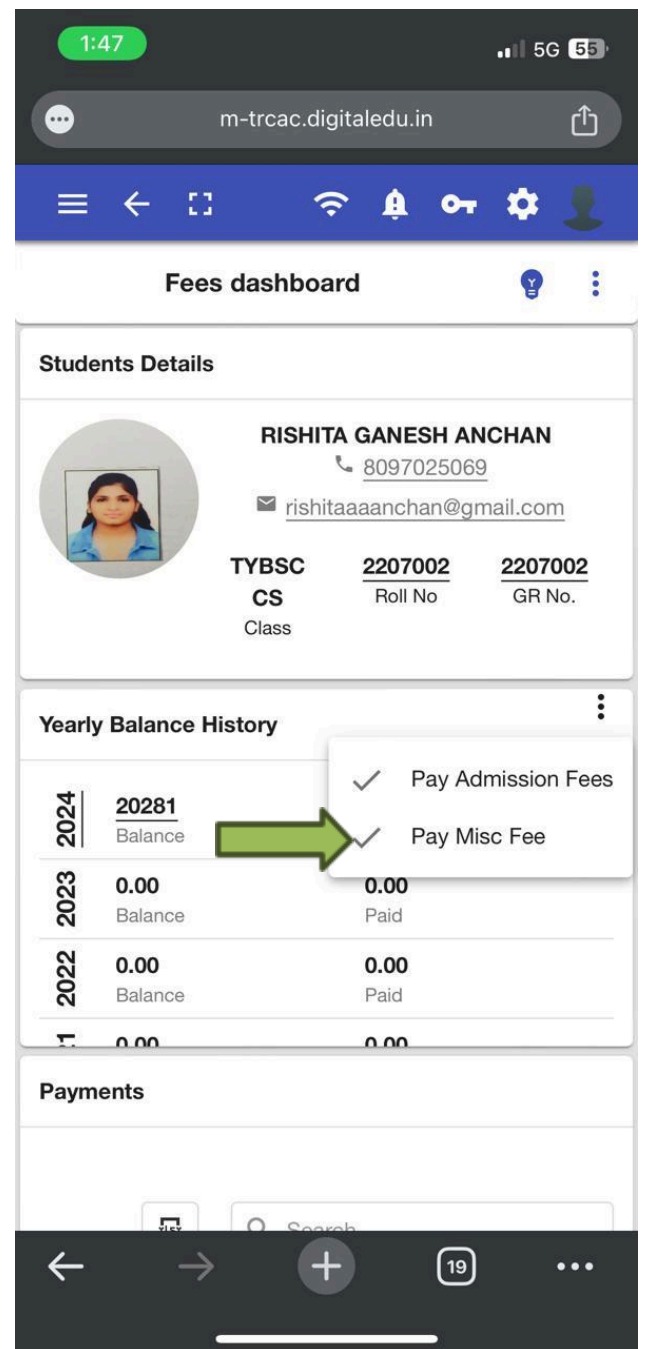 1:47
5G 55
m-trcac.digitaledu.in
Fees dashboard
Students Details
RISHITA GANESH ANCHAN
8097025069
rishitaaaanchan@gmail.com
TYBSC CS
Class
2207002
Roll No
2207002
GR No.
Yearly Balance History
Pay Admission Fees
Pay Misc Fee
2024
20281
Balance
2023
0.00
Balance
0.00
Paid
2022
0.00
Balance
0.00
Paid
0.00
0.00
Payments
Search
19